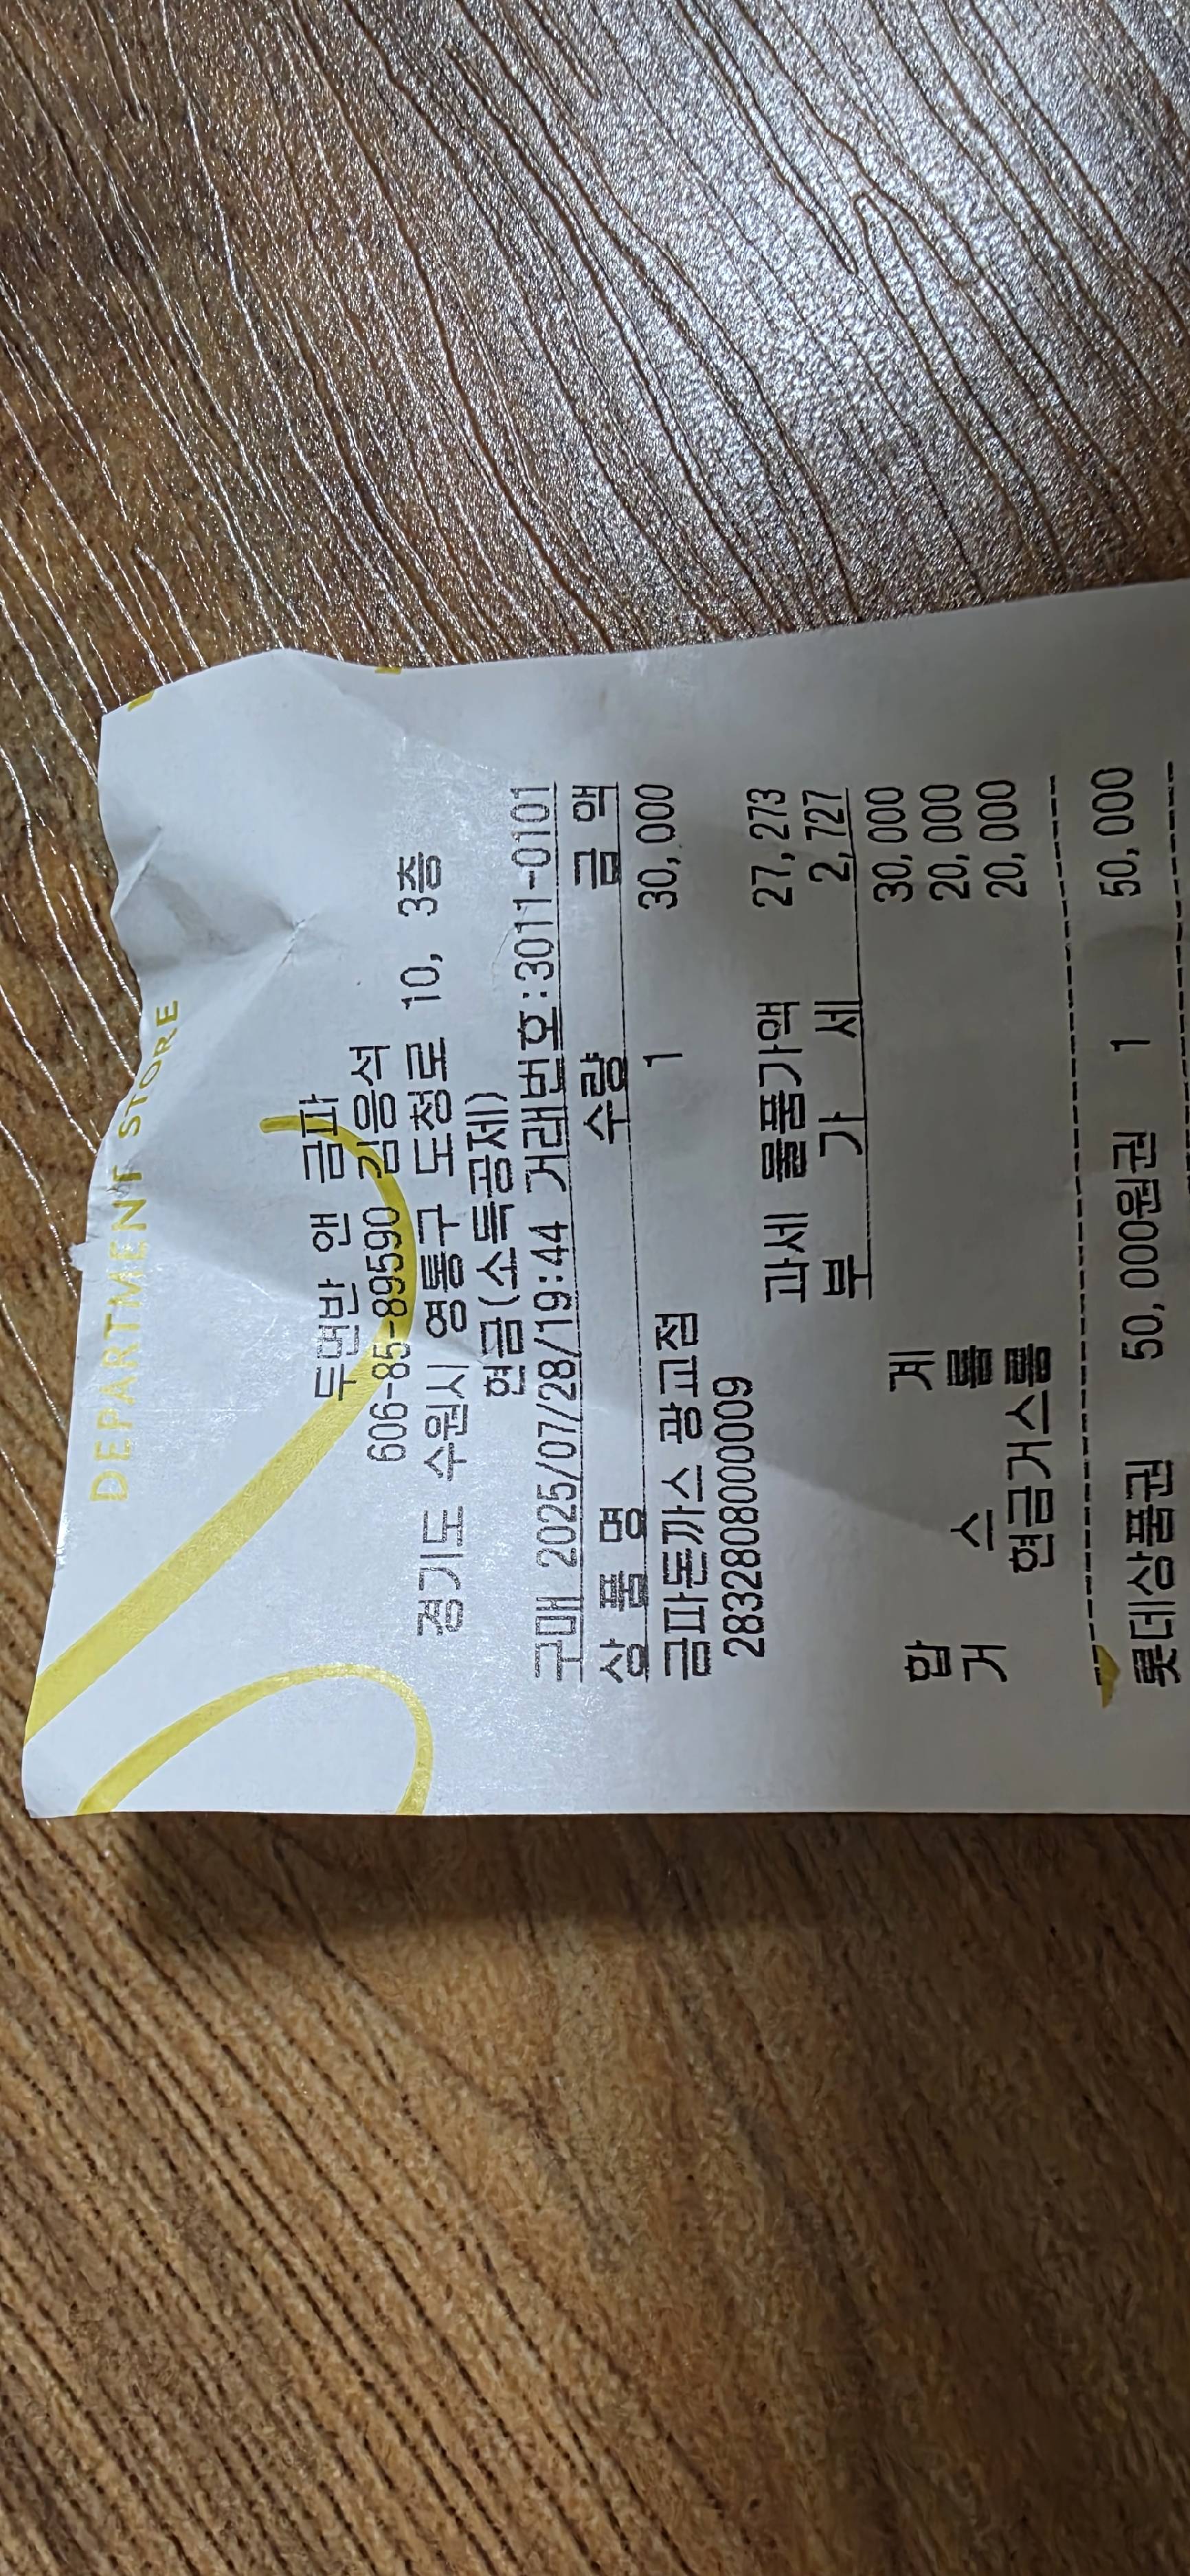 DEPARTMENT STORE
두번반 앤 금파
606-85-89590 김응석
경기도 수원시 영통구 도청로 10, 3층
현금(소득공제)
구매 2025/07/28/19:44 거래번호:3011-0101
상 품 명 수량 금 액
금파돈까스 광교점 1 30,000
2832808000009
과세 물품가액 27,273
부 가 세 2,727
합 계 30,000
거 스 름 20,000
현금거스름 20,000
롯데상품권 50,000원권 1 50,000